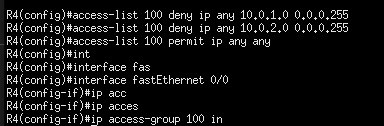 R4(config)#access-list 100 deny ip any 10.0.1.0 0.0.0.255
R4(config)#access-list 100 deny ip any 10.0.2.0 0.0.0.255
R4(config)#access-list 100 permit ip any any
R4(config)#int
R4(config)#interface fas
R4(config)#interface fastEthernet 0/0
R4(config-if)#ip acc
R4(config-if)#ip acces
R4(config-if)#ip access-group 100 in